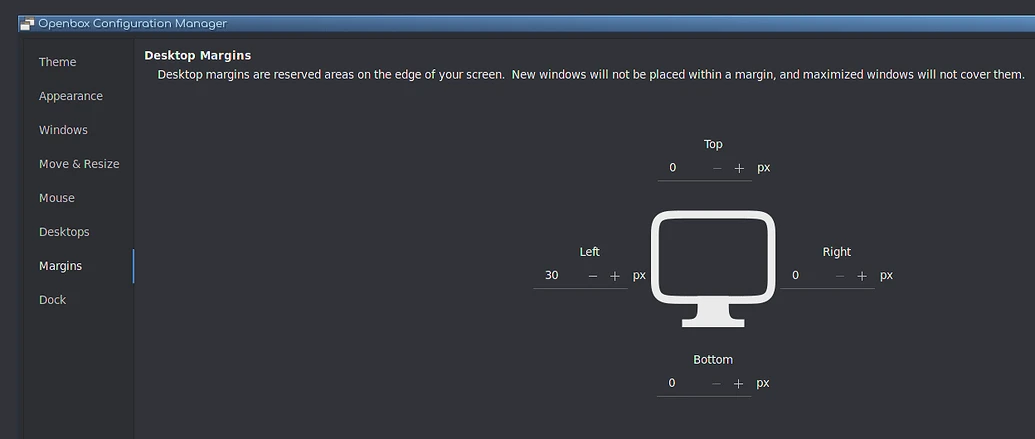 Openbox Configuration Manager
Theme
Appearance
Windows
Move & Resize
Mouse
Desktops
Margins
Dock
Desktop Margins
Desktop margins are reserved areas on the edge of your screen.  New windows will not be placed within a margin, and maximized windows will not cover them.
Top
0 − + px
Left
30 − + px
Right
0 − + px
Bottom
0 − + px